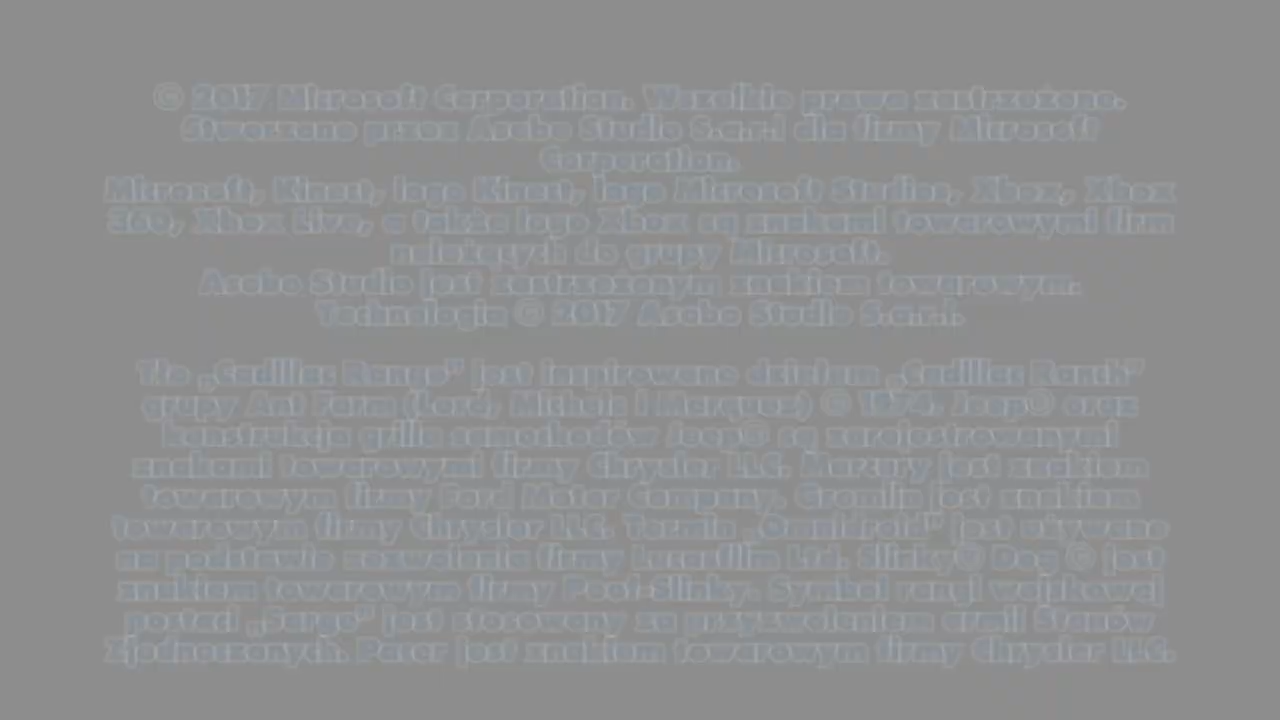 © 2017 Microsoft Corporation. Wszelkie prawa zastrzeżone.
Stworzone przez Asobo Studio S.a.r.l dla firmy Microsoft
Corporation.
Microsoft, Kinect, logo Kinect, logo Microsoft Studios, Xbox, Xbox
360, Xbox Live, a także logo Xbox są znakami towarowymi firm
należących do grupy Microsoft.
Asobo Studio jest zastrzeżonym znakiem towarowym.
Technologia © 2017 Asobo Studio S.a.r.l.
Tło „Cadillac Range" jest inspirowane dziełem „Cadillac Ranch"
grupy Ant Farm (Lord, Michels i Marquez) © 1974. Jeep® oraz
konstrukcja grilla samochodów Jeep® są zarejestrowanymi
znakami towarowymi firmy Chrysler LLC. Mercury jest znakiem
towarowym firmy Ford Motor Company. Gremlin jest znakiem
towarowym firmy Chrysler LLC. Termin „Omnidroid" jest używane
na podstawie zezwolenia firmy Lucasfilm Ltd. Slinky® Dog ® jest
znakiem towarowym firmy Poof-Slinky. Symbol rangi wojskowej
postaci „Sarge" jest stosowany za przyzwoleniem armii Stanów
Zjednoczonych. Pacer jest znakiem towarowym firmy Chrysler LLC.